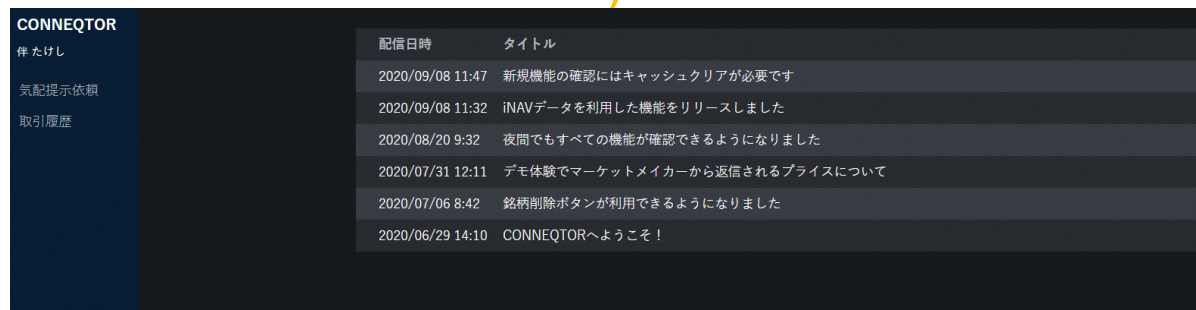 CONNEQTOR
伴 たけし
気配提示依頼
取引履歴
配信日時 タイトル
2020/09/08 11:47 新規機能の確認にはキャッシュクリアが必要です
2020/09/08 11:32 iNAVデータを利用した機能をリリースしました
2020/08/20 9:32 夜間でもすべての機能が確認できるようになりました
2020/07/31 12:11 デモ体験でマーケットメイカーから返信されるプライスについて
2020/07/06 8:42 銘柄削除ボタンが利用できるようになりました
2020/06/29 14:10 CONNEQTORへようこそ！